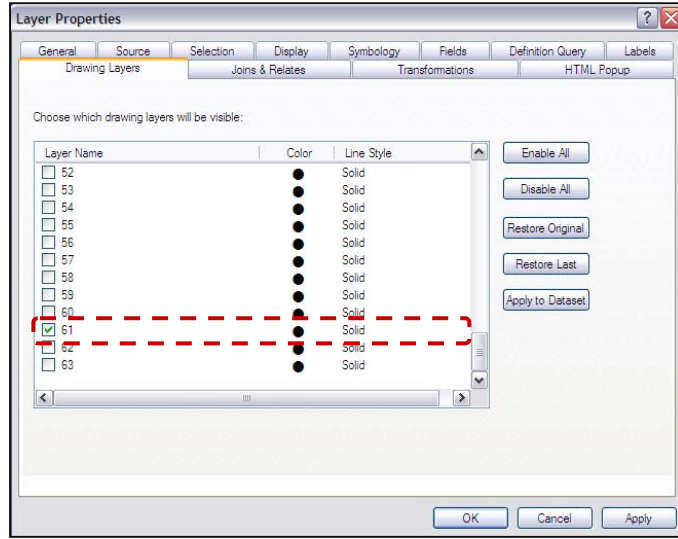 Layer Properties
General Source Selection Display Symbology Fields Definition Query Labels
Drawing Layers Joins & Relates Transformations HTML Popup
Choose which drawing layers will be visible:
Layer Name Color Line Style
52 Solid
53 Solid
54 Solid
55 Solid
56 Solid
57 Solid
58 Solid
59 Solid
60 Solid
61 Solid
62 Solid
63 Solid
Enable All
Disable All
Restore Original
Restore Last
Apply to Dataset
OK Cancel Apply